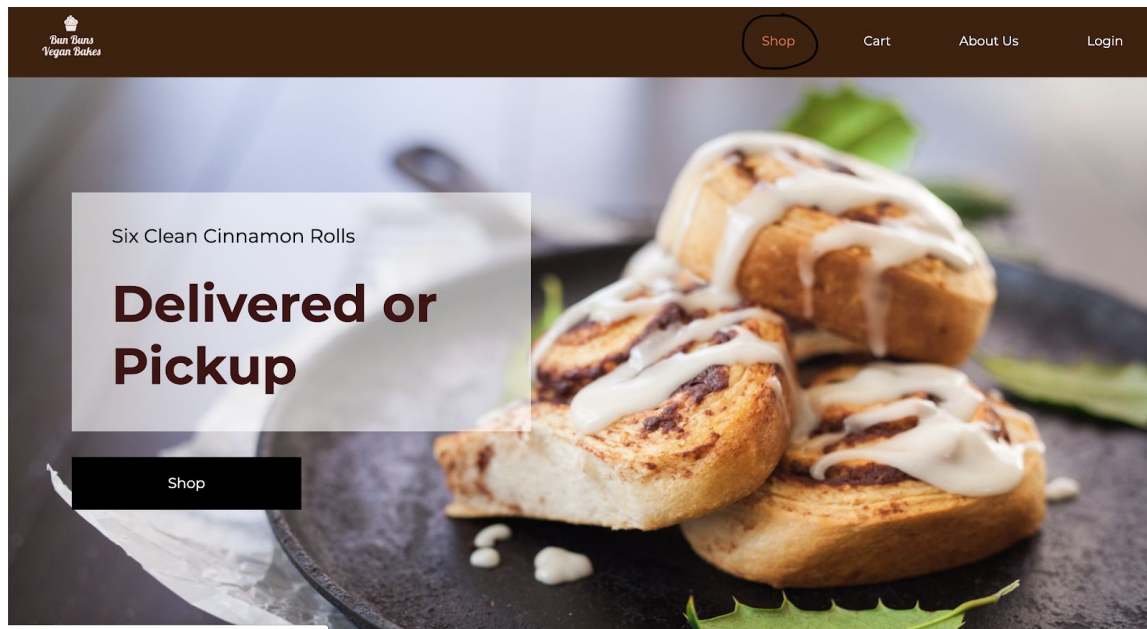 Bun Buns
Vegan Bakes
Shop
Cart
About Us
Login
Six Clean Cinnamon Rolls
Delivered or
Pickup
Shop